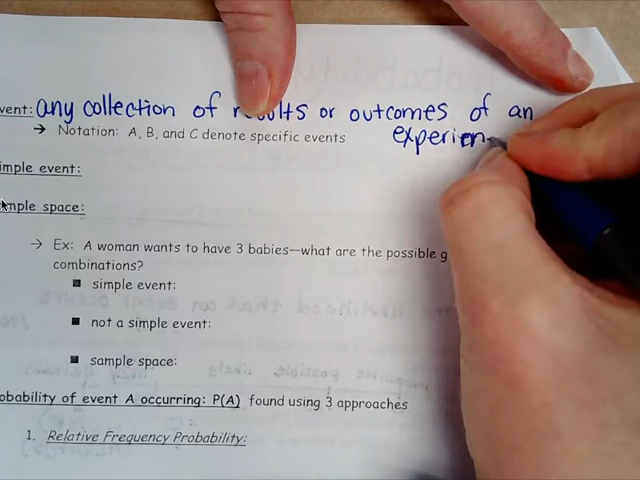 vent: any collection of results or outcomes of an
→ Notation: A, B, and C denote specific events experien
imple event:
mple space:
→ Ex: A woman wants to have 3 babies—what are the possible g
combinations?
■ simple event:
■ not a simple event:
■ sample space:
obability of event A occurring: P(A) found using 3 approaches
1. Relative Frequency Probability: